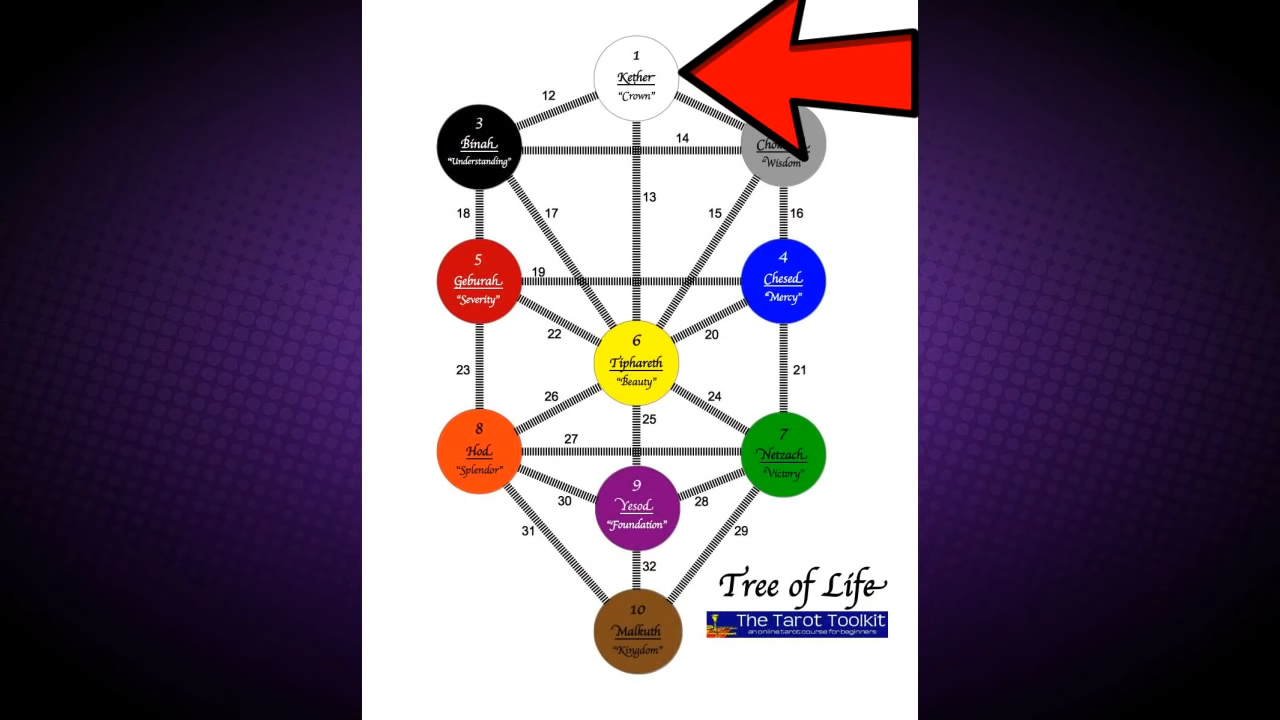 1
Kether
"Crown"
12
3
Binah
"Understanding"
14
"Wisdom"
13
18
17
15
16
5
Geburah
"Severity"
19
4
Chesed
"Mercy"
22
20
6
Tiphareth
"Beauty"
23
21
26
24
25
8
Hod
"Splendor"
27
7
Netzach
"Victory"
9
Yesod
"Foundation"
30
28
31
29
32
10
Malkuth
"Kingdom"
Tree of Life
The Tarot Toolkit
an online tarot course for beginners